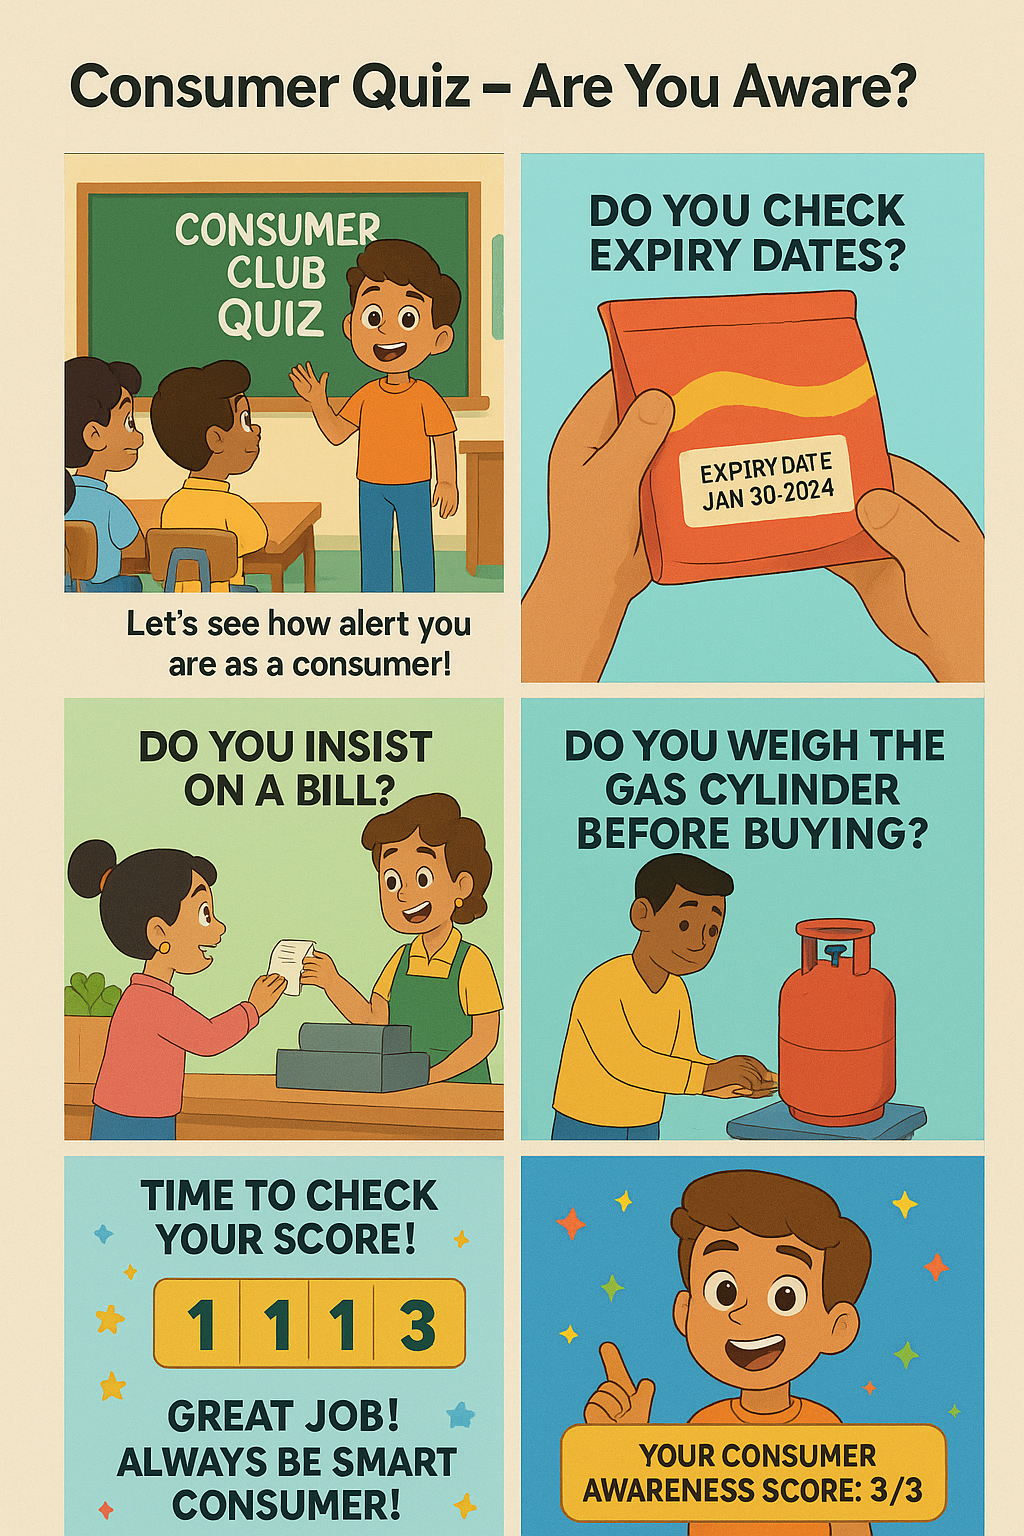 Consumer Quiz – Are You Aware?
CONSUMER
CLUB
QUIZ
Let's see how alert you
are as a consumer!
DO YOU CHECK
EXPIRY DATES?
EXPIRY DATE
JAN 30-2024
DO YOU INSIST
ON A BILL?
DO YOU WEIGH THE
GAS CYLINDER
BEFORE BUYING?
TIME TO CHECK
YOUR SCORE!
1 1 1 3
GREAT JOB!
ALWAYS BE SMART
CONSUMER!
YOUR CONSUMER
AWARENESS SCORE: 3/3